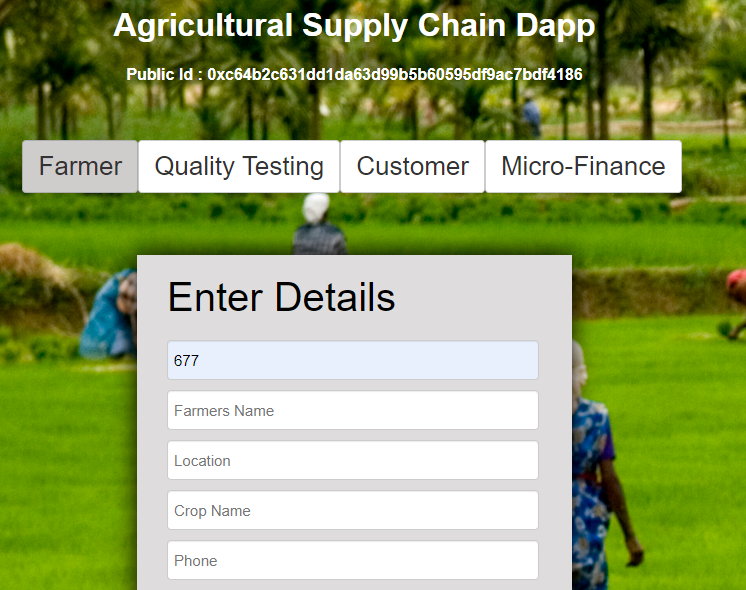 Agricultural Supply Chain Dapp
Public Id : 0xc64b2c631dd1da63d99b5b60595df9ac7bdf4186
Farmer Quality Testing Customer Micro-Finance
Enter Details
677
Farmers Name
Location
Crop Name
Phone